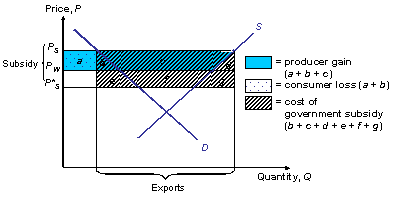 Price, P
S
P_S
Subsidy
P_W
P*_S
a
= producer gain
(a + b + c)
= consumer loss (a + b)
= cost of
government subsidy
(b + c + d + e + f + g)
D
Quantity, Q
Exports